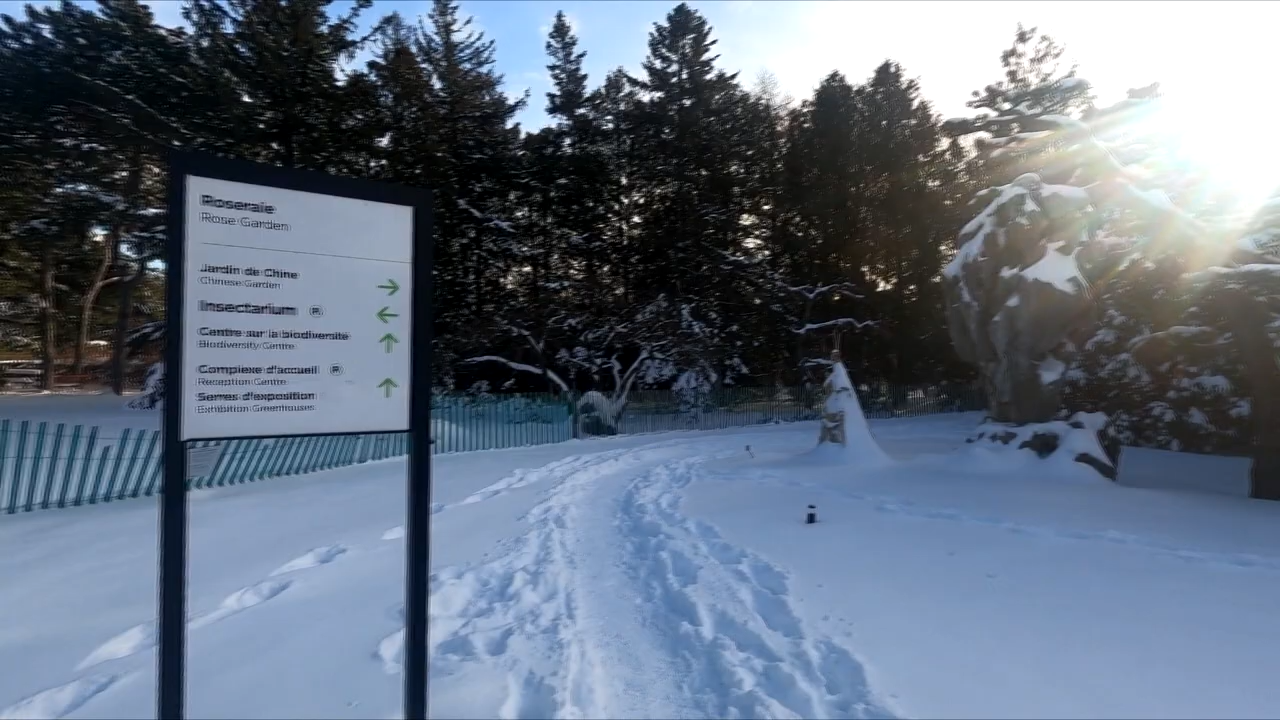 Roseraie
Rose Garden
Jardin de Chine
Chinese Garden
Insectarium P
Centre sur la biodiversité
Biodiversity Centre
Complexe d'accueil P
Reception Centre
Serres d'exposition
Exhibition Greenhouses